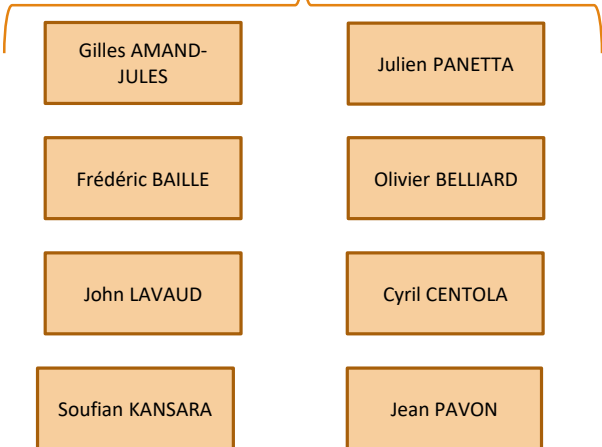 Gilles AMAND-
JULES
Julien PANETTA
Frédéric BAILLE
Olivier BELLIARD
John LAVAUD
Cyril CENTOLA
Soufian KANSARA
Jean PAVON